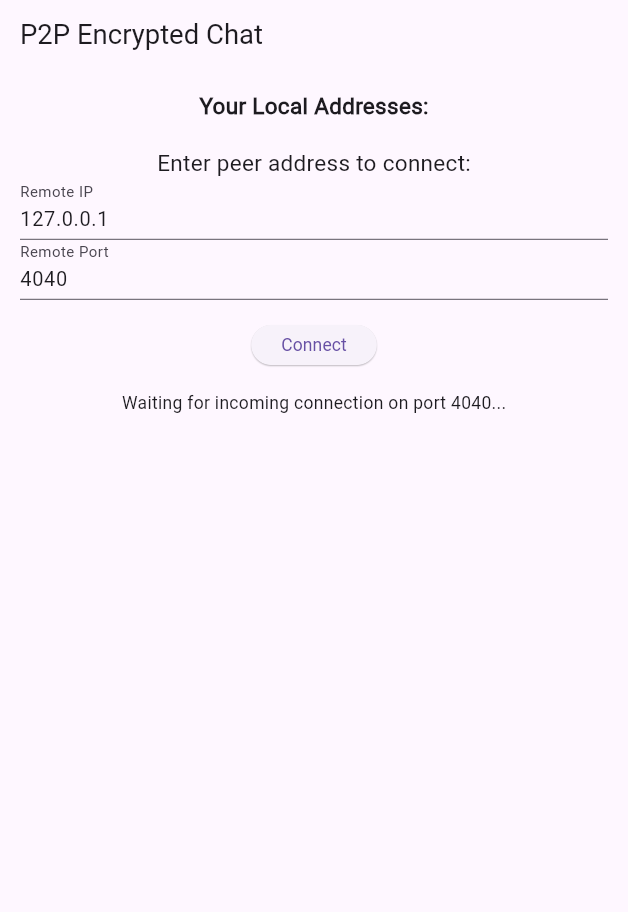 P2P Encrypted Chat
Your Local Addresses:
Enter peer address to connect:
Remote IP
127.0.0.1
Remote Port
4040
Connect
Waiting for incoming connection on port 4040...